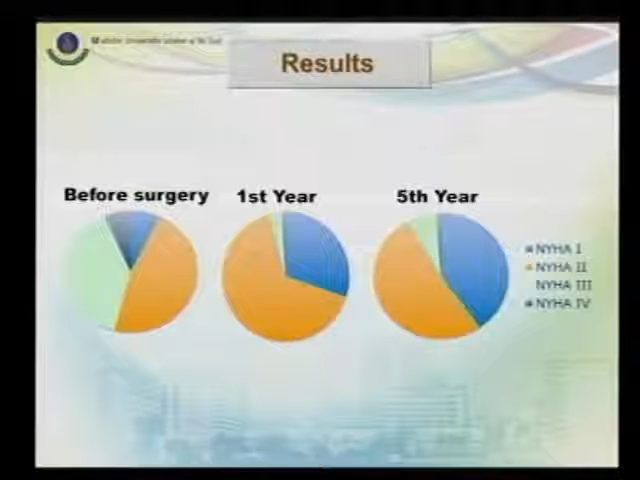 Results
Before surgery
1st Year
5th Year
NYHA I
NYHA II
NYHA III
NYHA IV